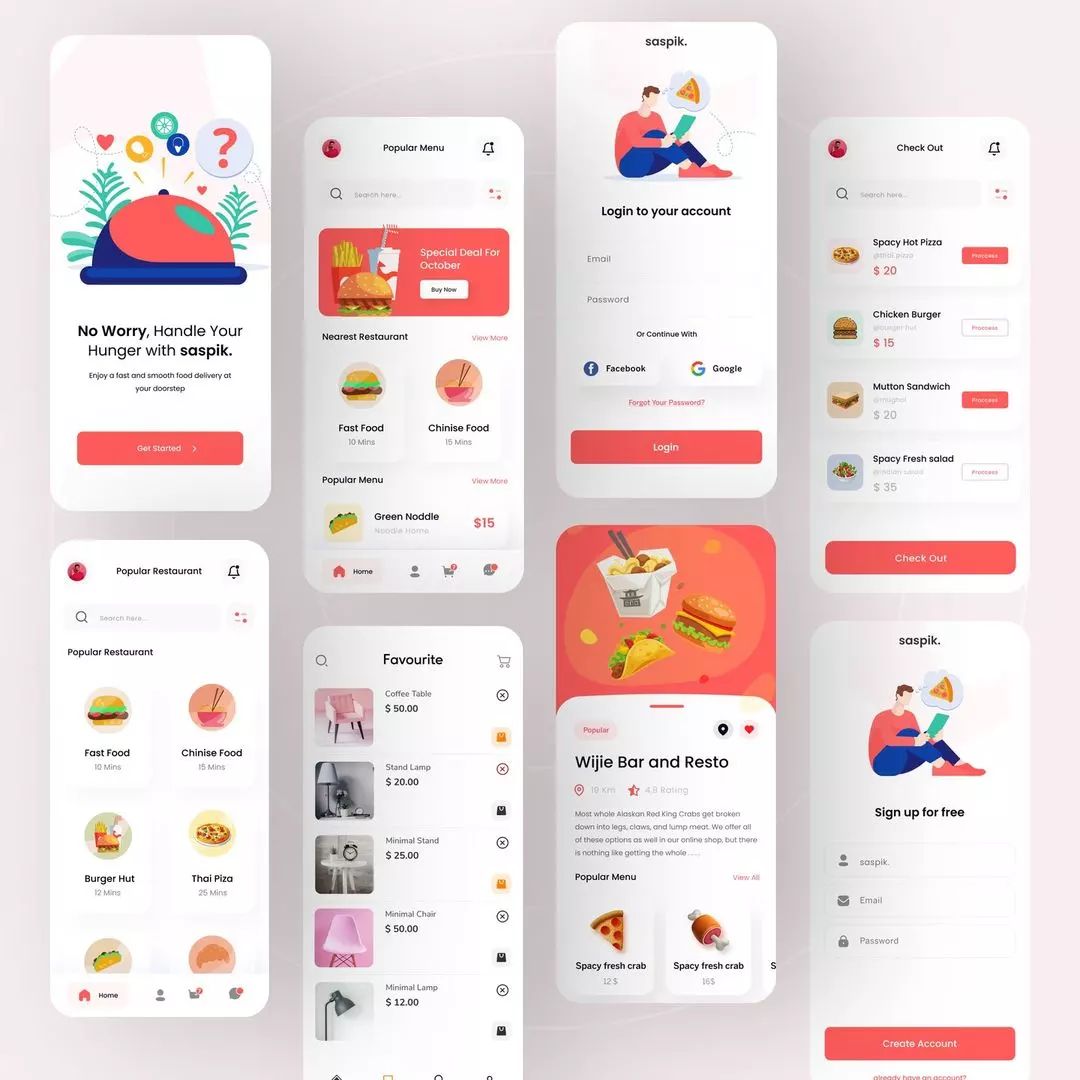 No Worry, Handle Your
Hunger with saspik.
Enjoy a fast and smooth food delivery at
your doorstep
Get Started
Popular Menu
Search here...
Special Deal For
October
Buy Now
Nearest Restaurant
View More
Fast Food
10 Mins
Chinise Food
15 Mins
Popular Menu
View More
Green Noddle
Noodle Home
$15
Home
7
saspik.
Login to your account
Email
Password
Or Continue With
Facebook
Google
Forgot Your Password?
Login
Check Out
Search here...
Spacy Hot Pizza
@thai pizza
$ 20
Proccess
Chicken Burger
@burger hut
$ 15
Proccess
Mutton Sandwich
@mughol
$ 20
Proccess
Spacy Fresh salad
@indian salad
$ 35
Proccess
Check Out
Popular Restaurant
Search here...
Popular Restaurant
Fast Food
10 Mins
Chinise Food
15 Mins
Burger Hut
12 Mins
Thai Piza
25 Mins
Home
7
Favourite
Coffee Table
$ 50.00
Stand Lamp
$ 20.00
Minimal Stand
$ 25.00
Minimal Chair
$ 50.00
Minimal Lamp
$ 12.00
Popular
Wijie Bar and Resto
19 Km
4,8 Rating
Most whole Alaskan Red King Crabs get broken
down into legs, claws, and lump meat. We offer all
of these options as well in our online shop, but there
is nothing like getting the whole . . . .
Popular Menu
View All
Spacy fresh crab
12 $
Spacy fresh crab
16$
S
saspik.
Sign up for free
saspik.
Email
Password
Create Account
already have an account?